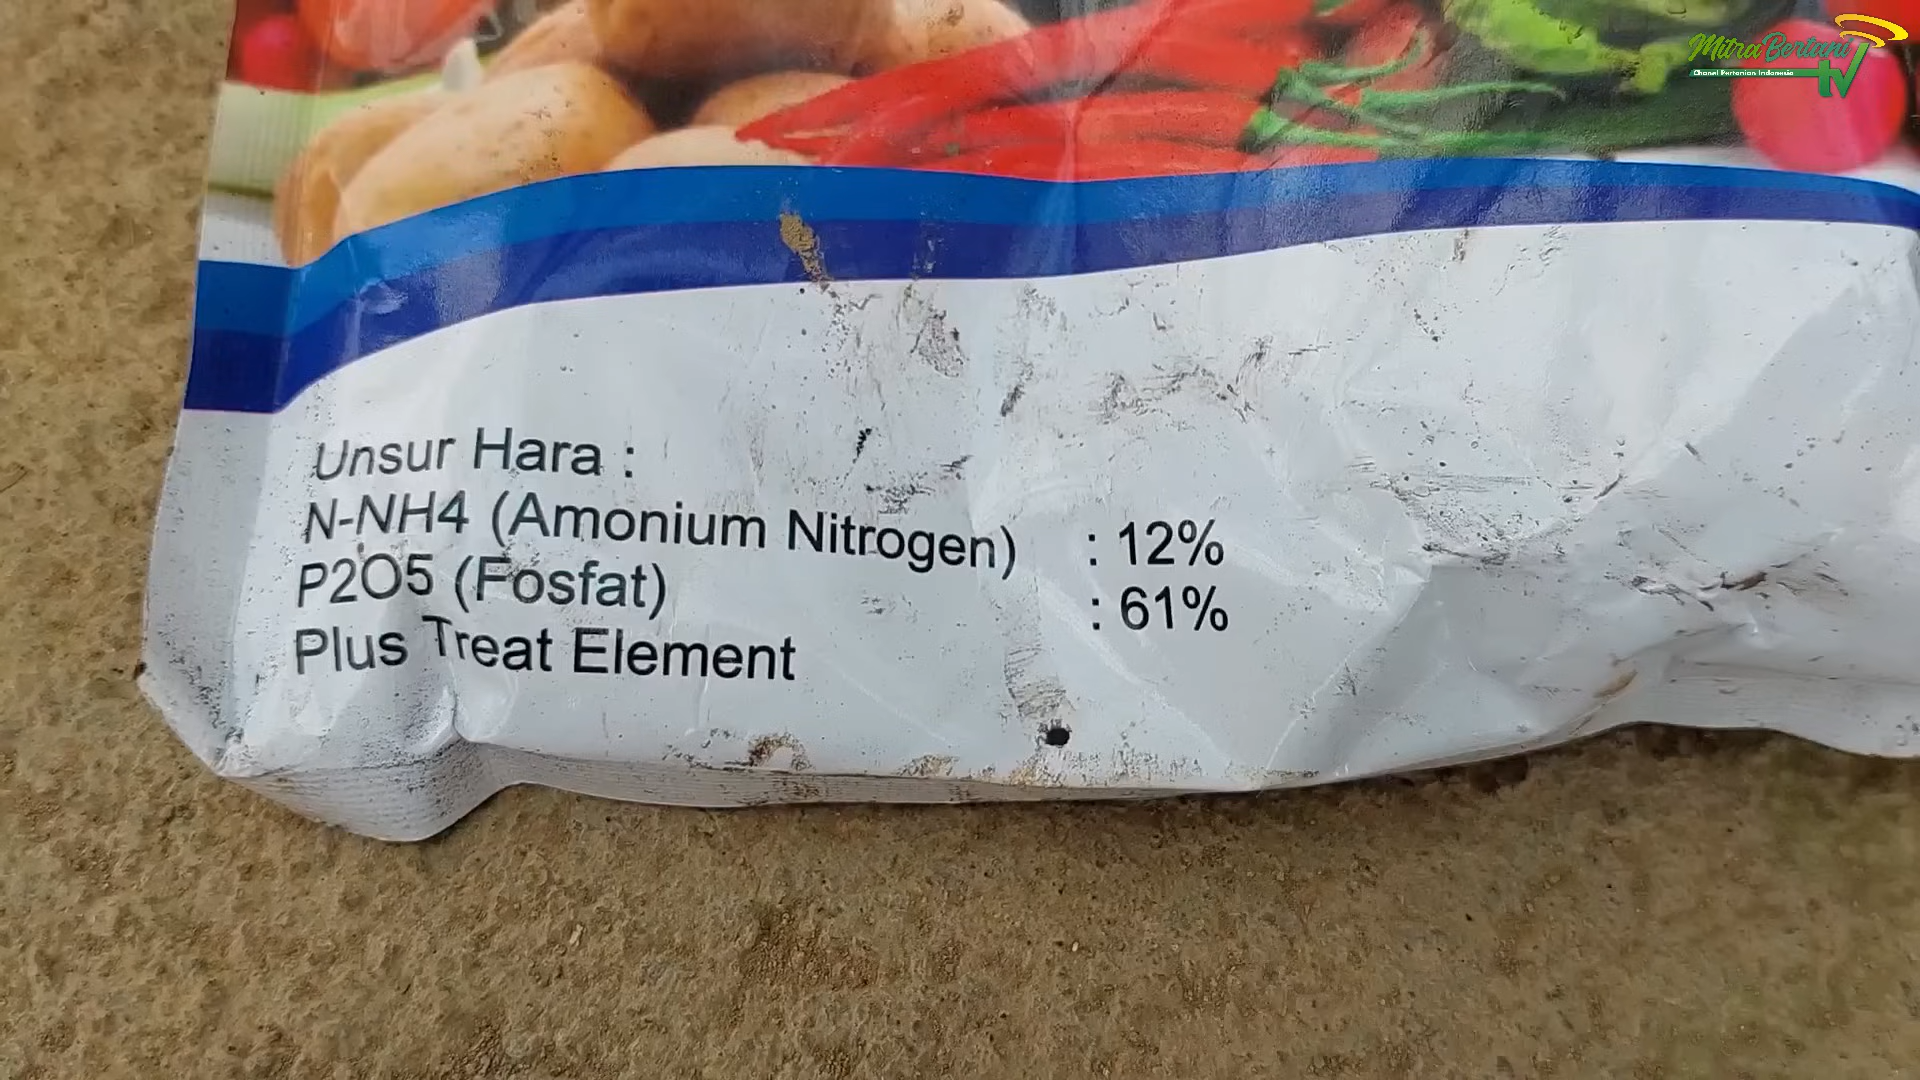 Mitra Bertani
Chanel Pertanian Indonesia
TV
Unsur Hara :
N-NH4 (Amonium Nitrogen) : 12%
P2O5 (Fosfat) : 61%
Plus Treat Element